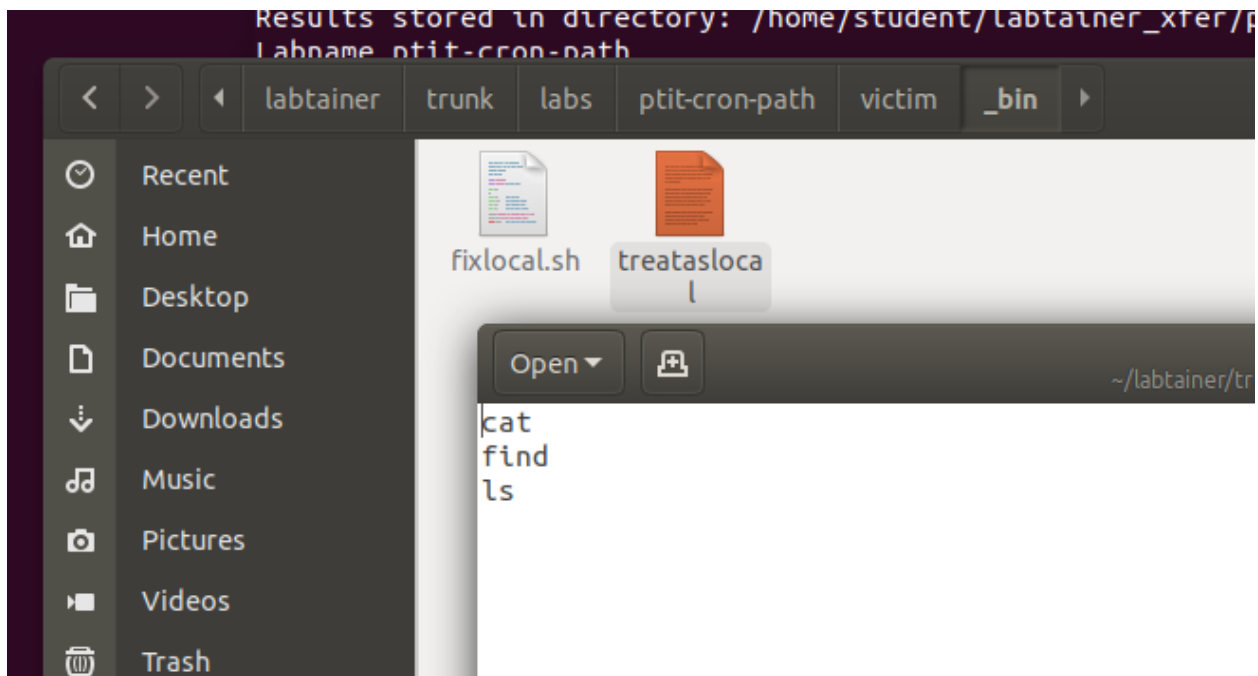 Results stored in directory: /home/student/labtainer_xfer/p
Labname ptit-cron-path
labtainer trunk labs ptit-cron-path victim _bin
Recent
Home
Desktop
Documents
Downloads
Music
Pictures
Videos
Trash
fixlocal.sh
treatasloca
l
Open
~/labtainer/tr
cat
find
ls